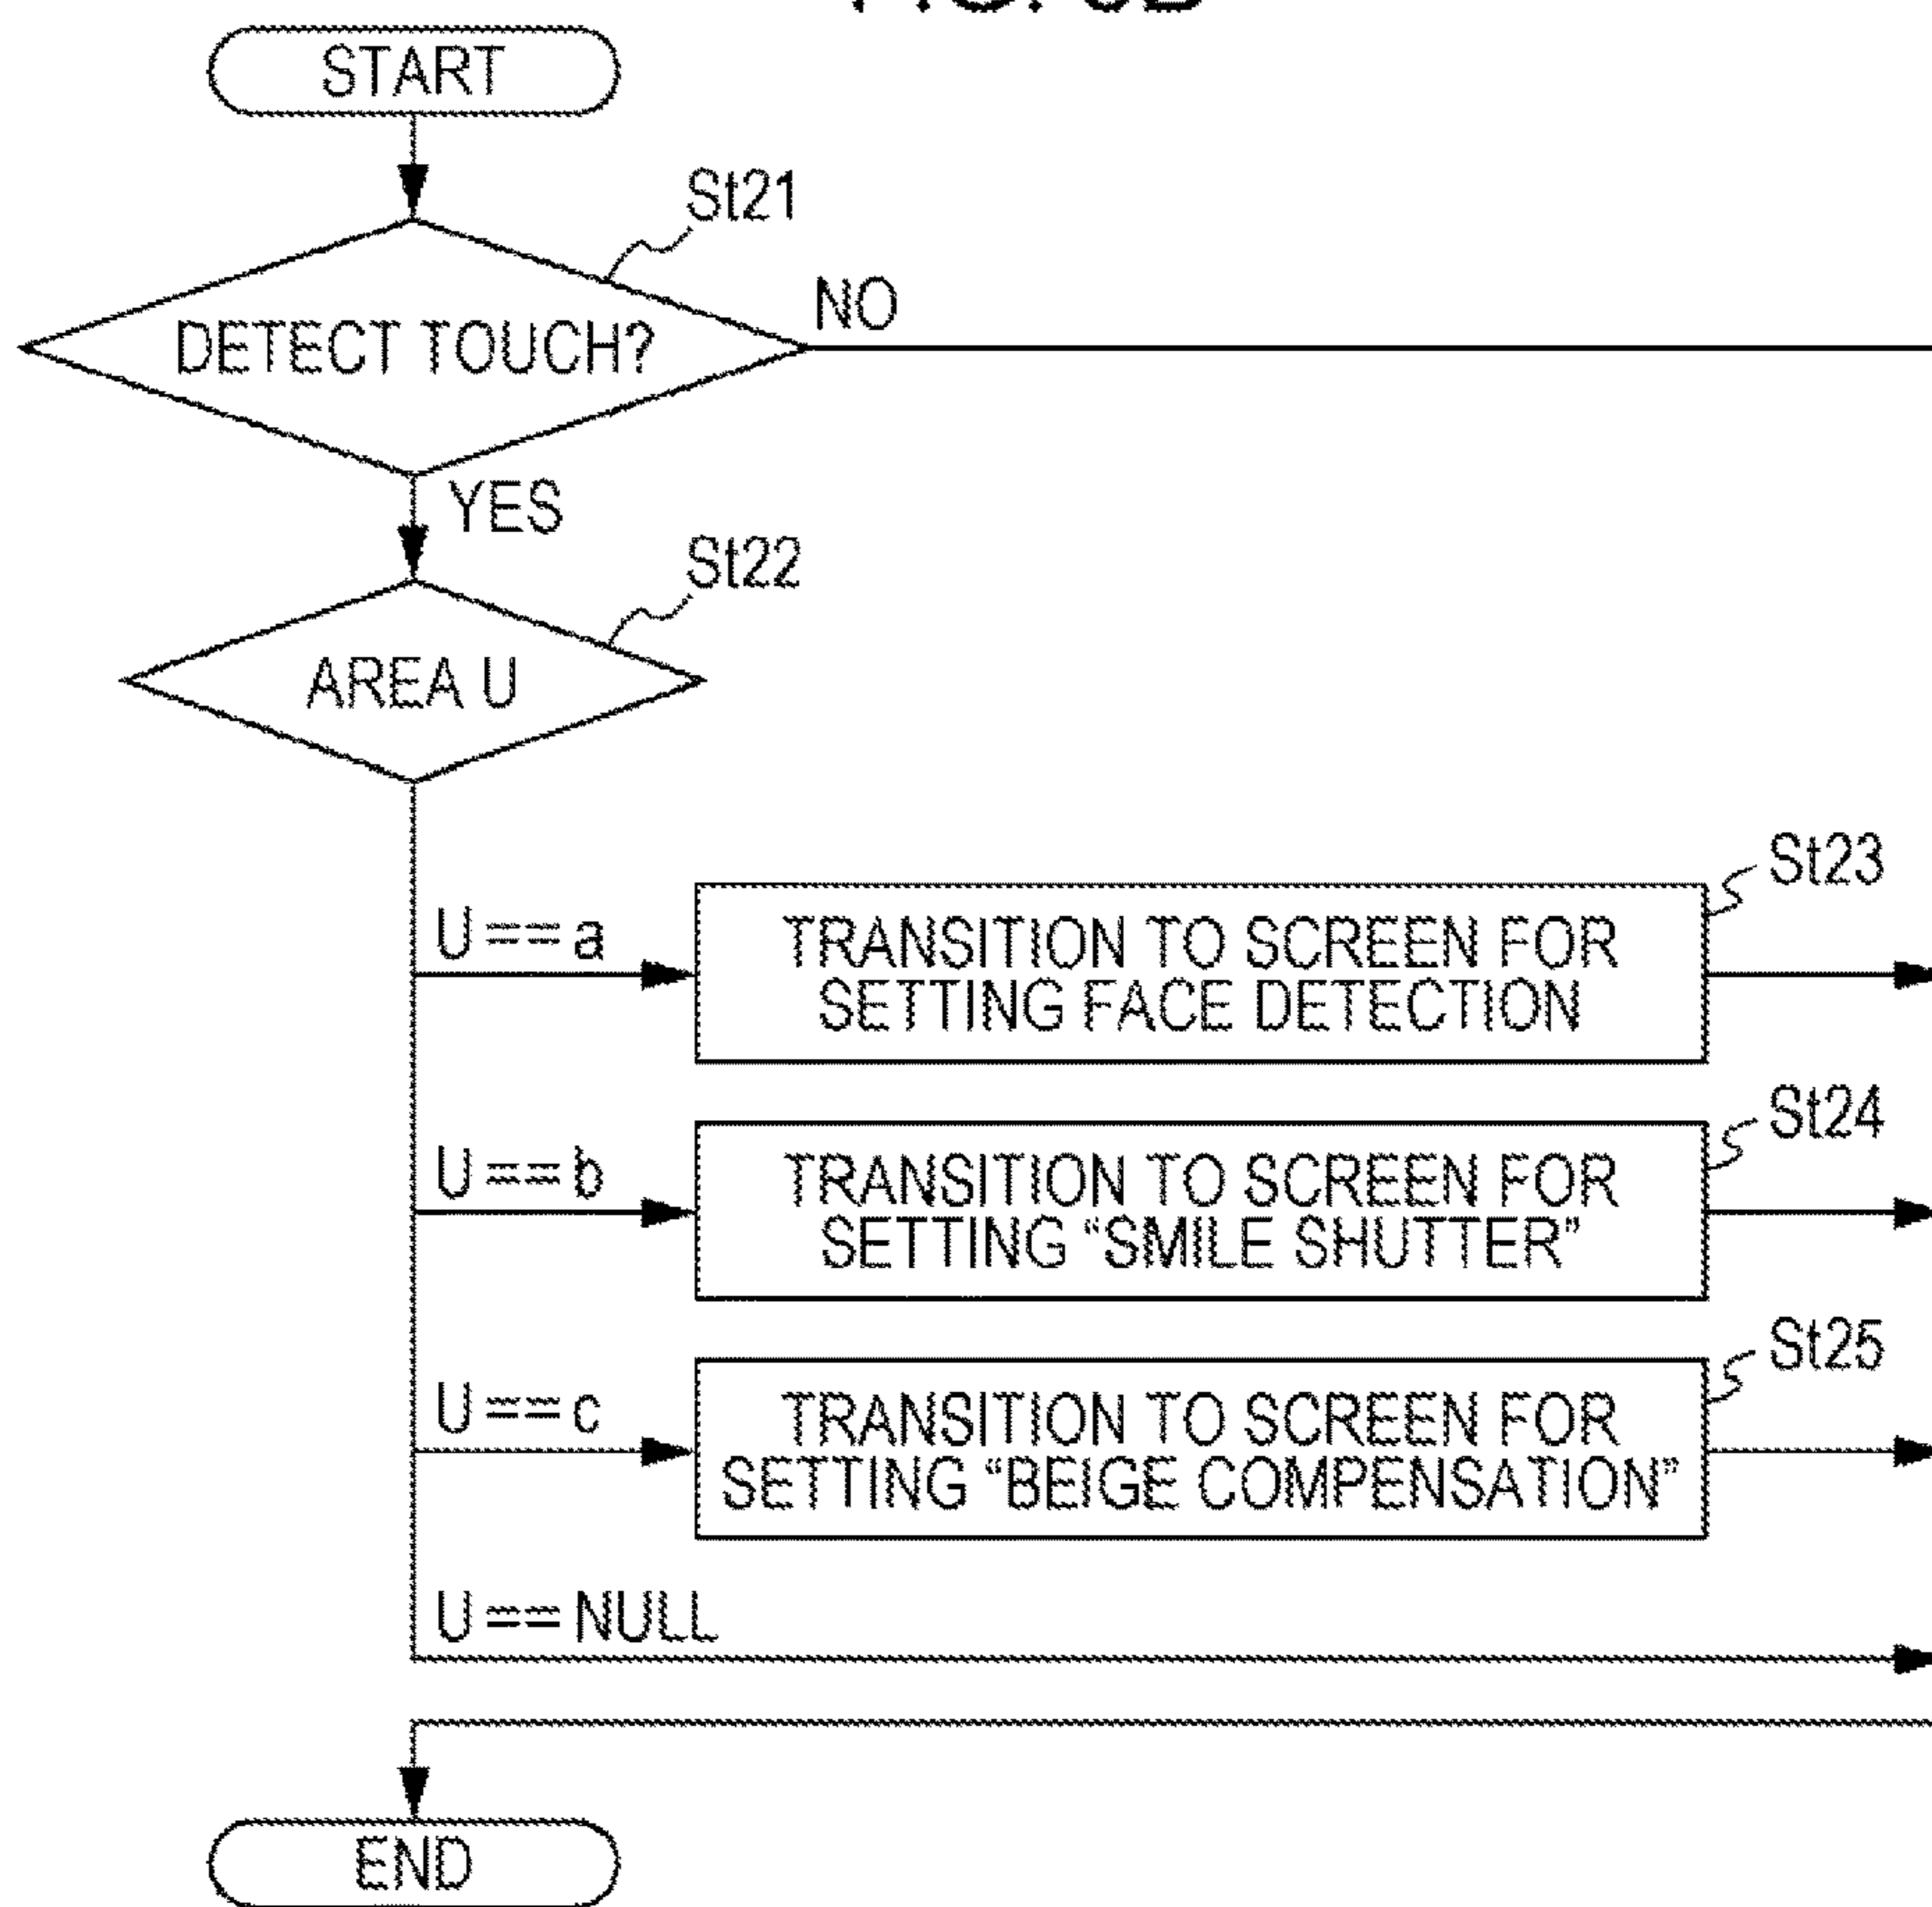 START
St21
NO
DETECT TOUCH?
YES
St22
AREA U
St23
U == a
TRANSITION TO SCREEN FOR
SETTING FACE DETECTION
St24
U == b
TRANSITION TO SCREEN FOR
SETTING “SMILE SHUTTER”
St25
U == c
TRANSITION TO SCREEN FOR
SETTING “BEIGE COMPENSATION”
U == NULL
END